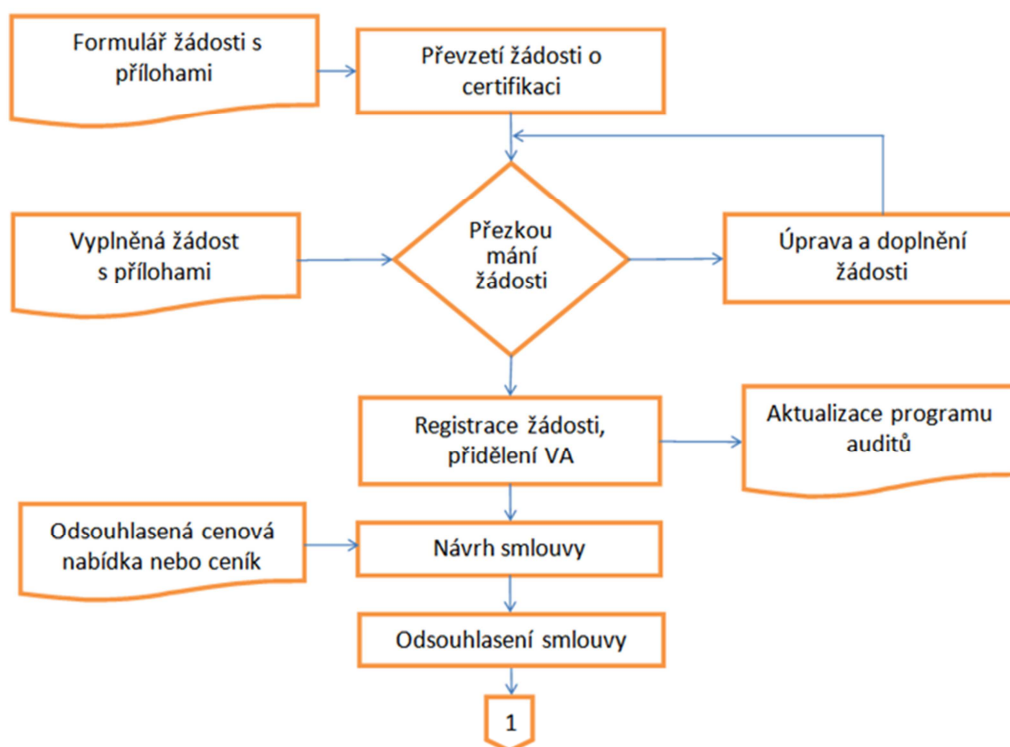 Formulář žádosti s
přílohami
Převzetí žádosti o
certifikaci
Vyplněná žádost
s přílohami
Přezkou
mání
žádosti
Úprava a doplnění
žádosti
Registrace žádosti,
přidělení VA
Aktualizace programu
auditů
Odsouhlasená cenová
nabídka nebo ceník
Návrh smlouvy
Odsouhlasení smlouvy
1